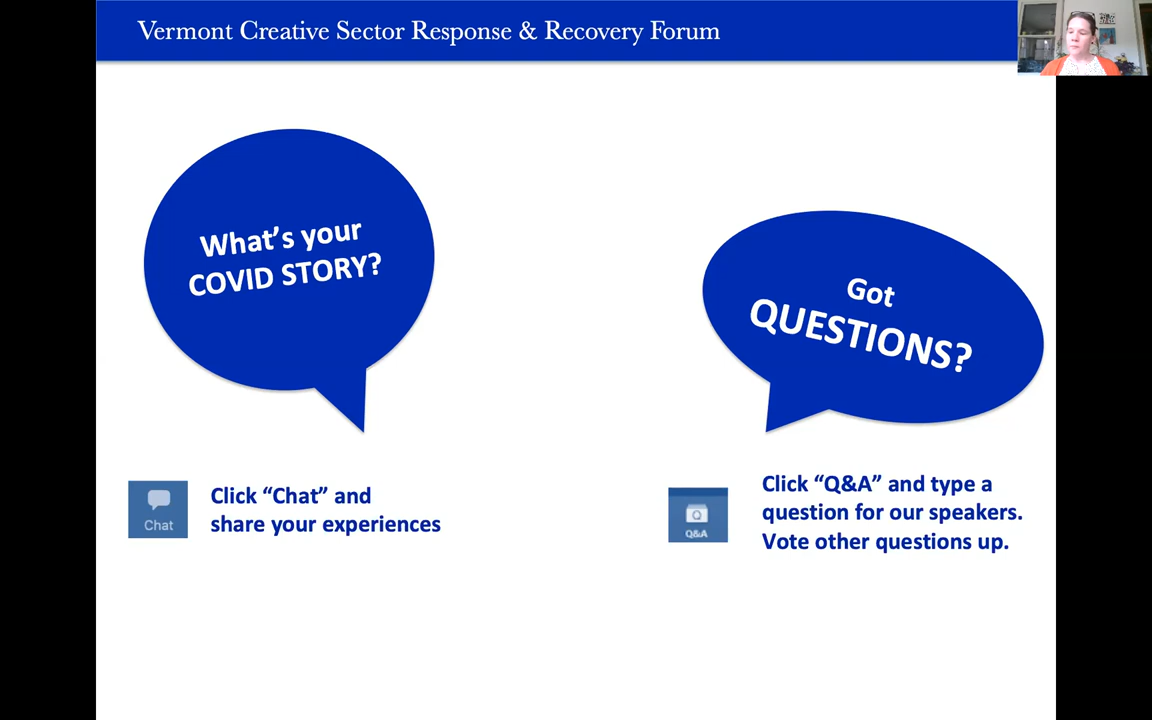 Vermont Creative Sector Response & Recovery Forum
What’s your
COVID STORY?
Got
QUESTIONS?
Chat
Click “Chat” and
share your experiences
Q&A
Click “Q&A” and type a
question for our speakers.
Vote other questions up.